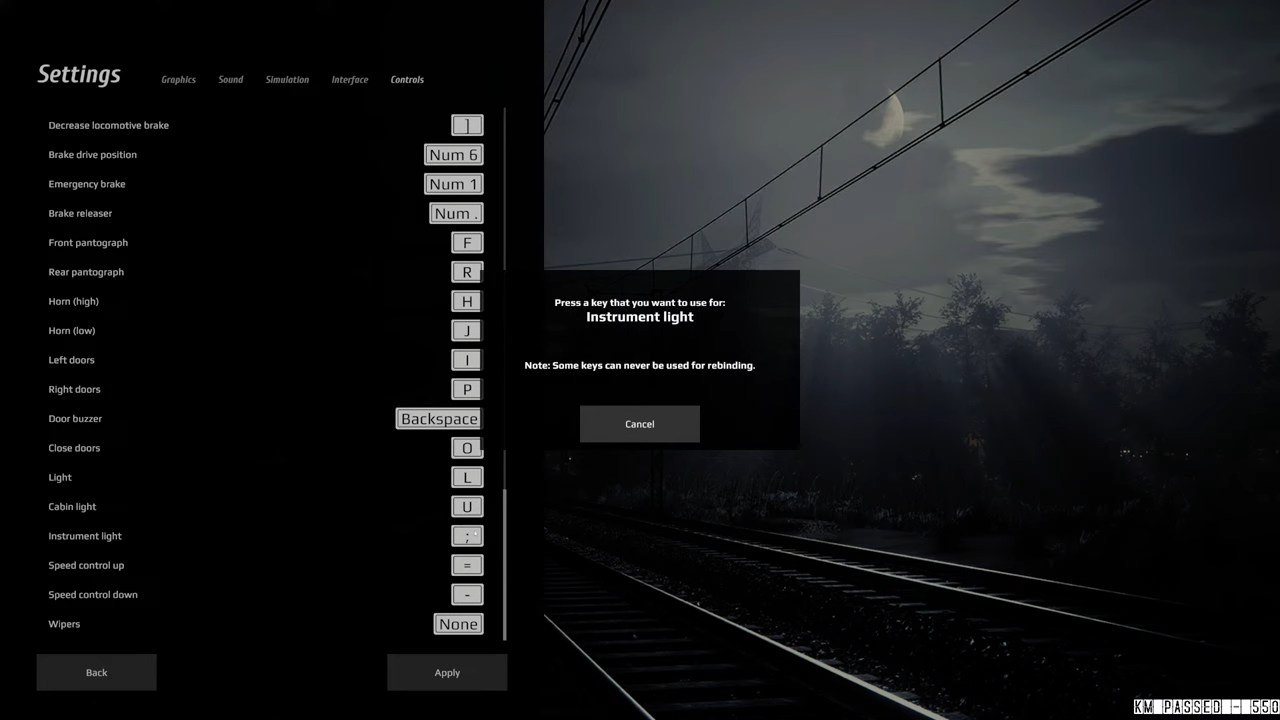 Settings Graphics Sound Simulation Interface Controls
Decrease locomotive brake ]
Brake drive position Num 6
Emergency brake Num 1
Brake releaser Num .
Front pantograph F
Rear pantograph R
Horn (high) H
Horn (low) J
Left doors I
Right doors P
Door buzzer Backspace
Close doors O
Light L
Cabin light U
Instrument light ;
Speed control up =
Speed control down -
Wipers None
Back Apply
Press a key that you want to use for:
Instrument light
Note: Some keys can never be used for rebinding.
Cancel
KM PASSED - 550